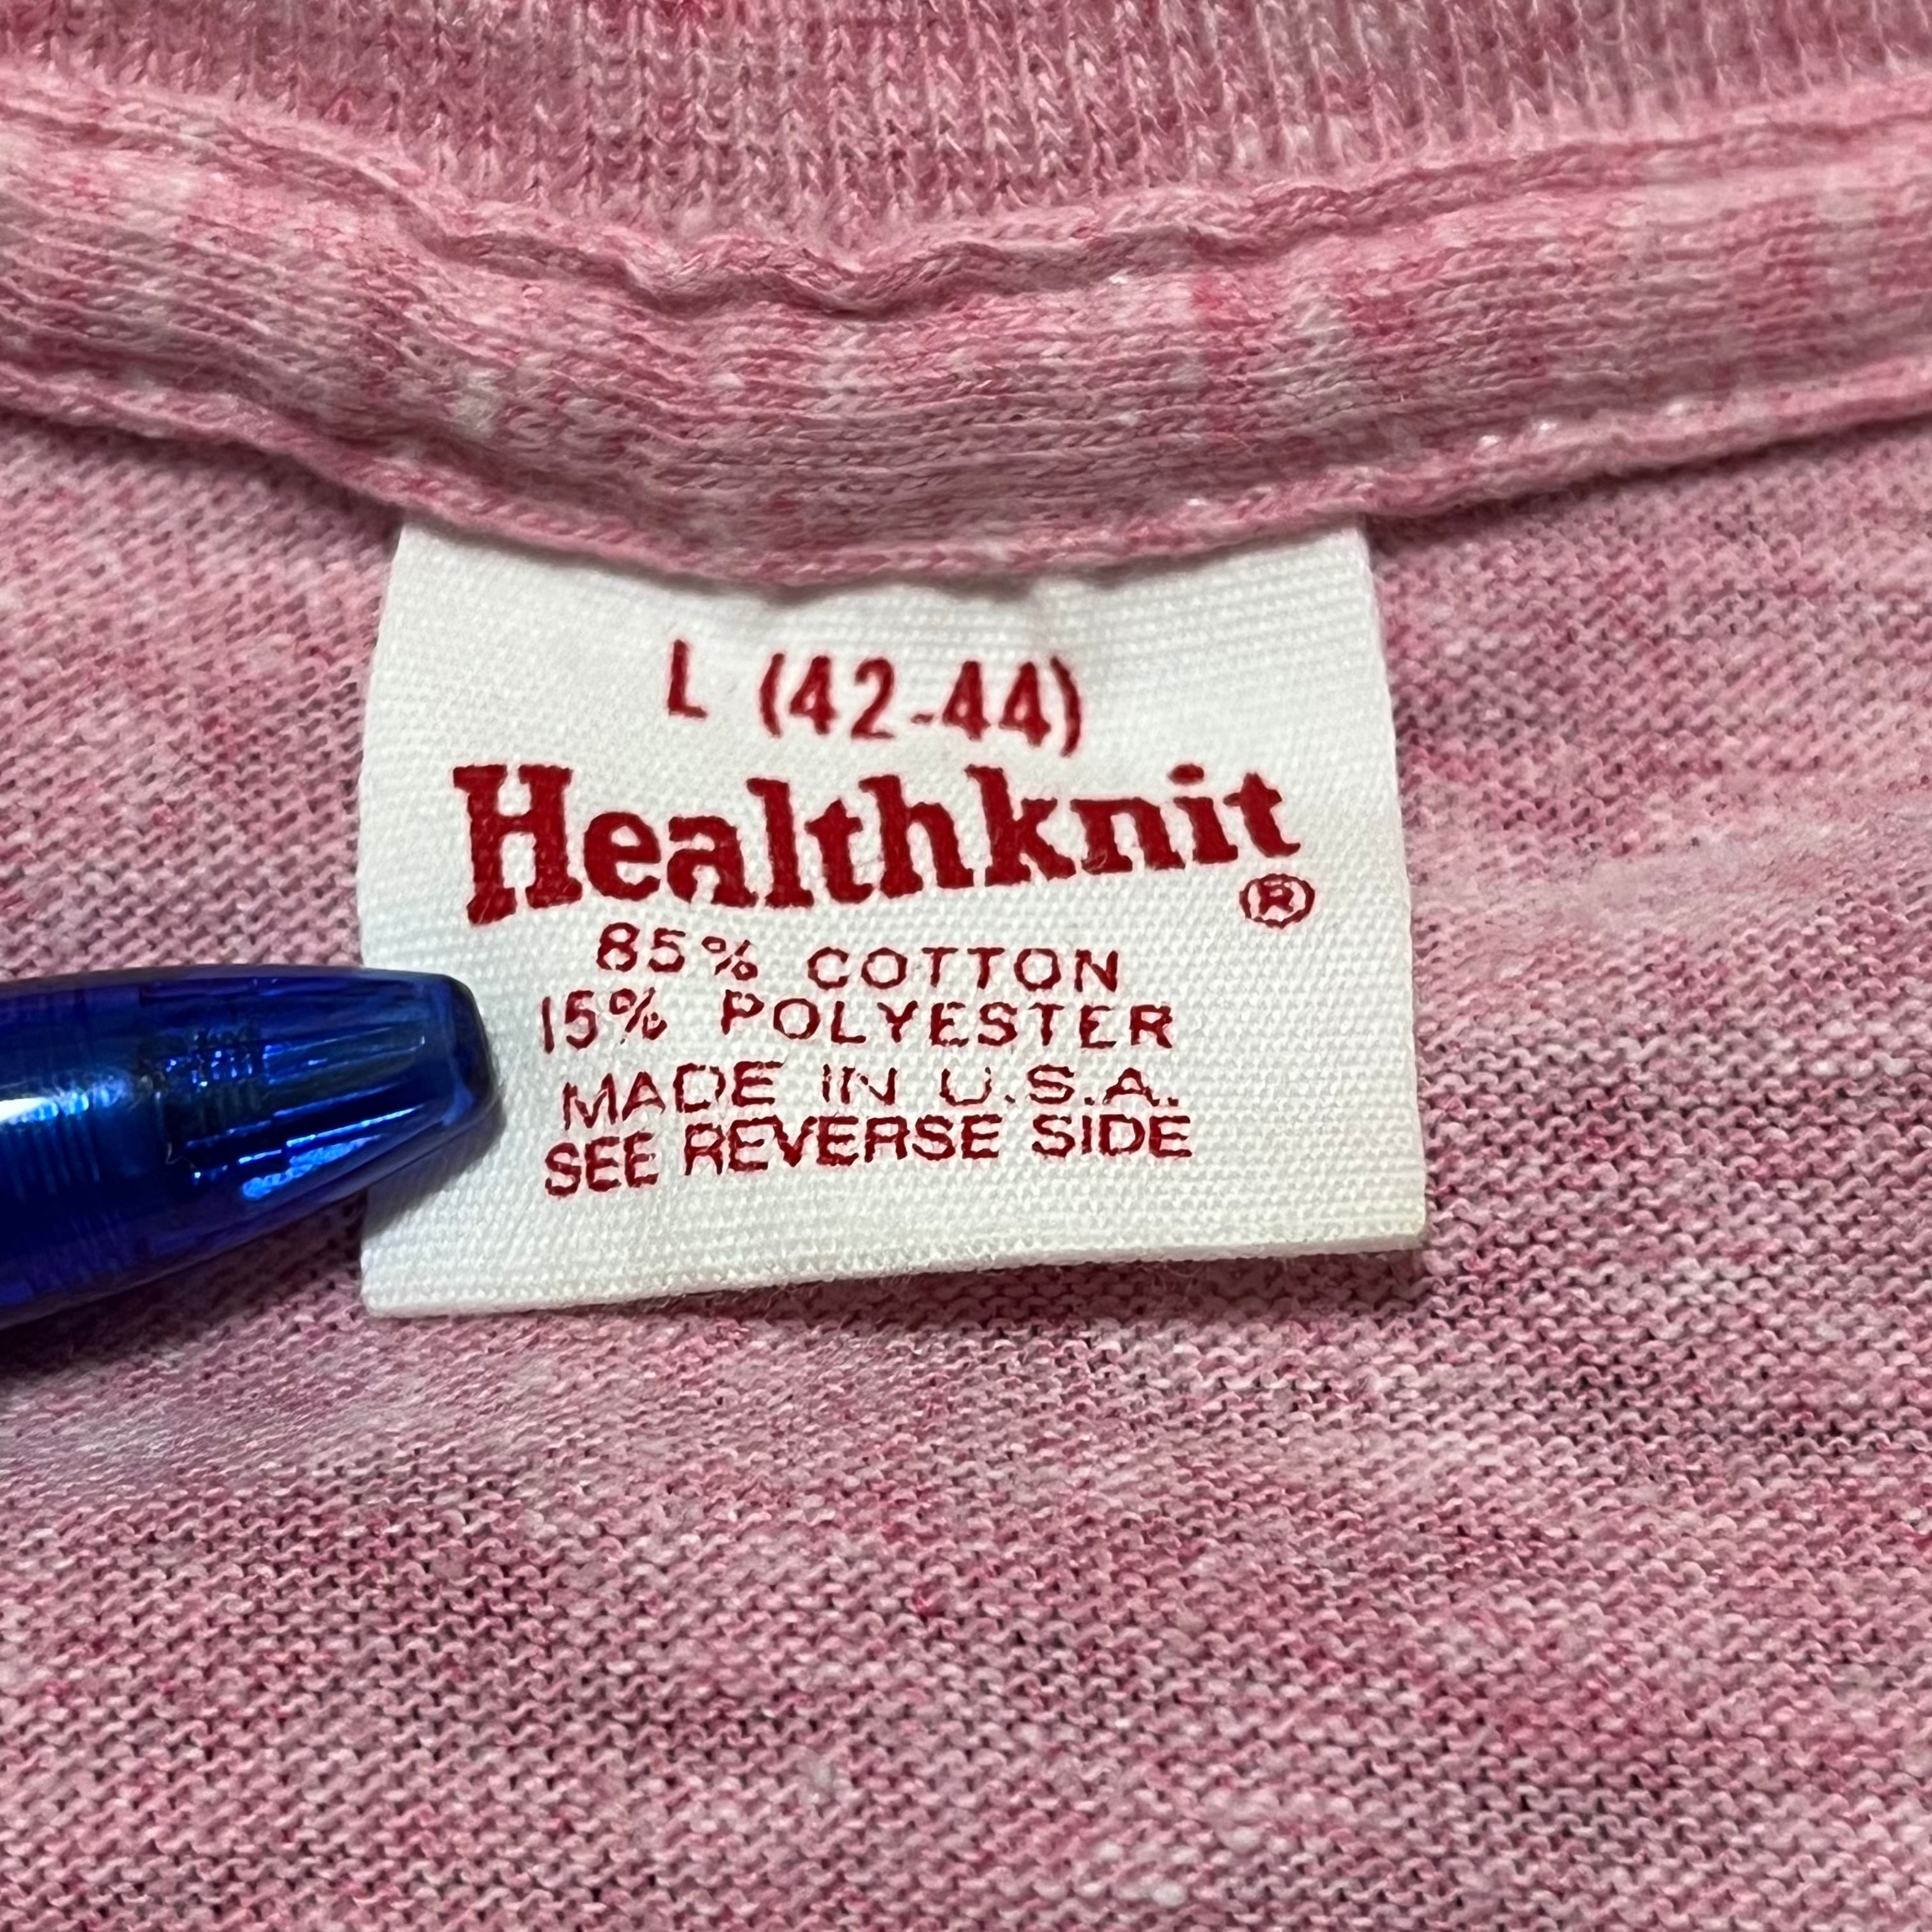 L (42-44)
Healthknit
®
85% COTTON
15% POLYESTER
MADE IN U.S.A.
SEE REVERSE SIDE